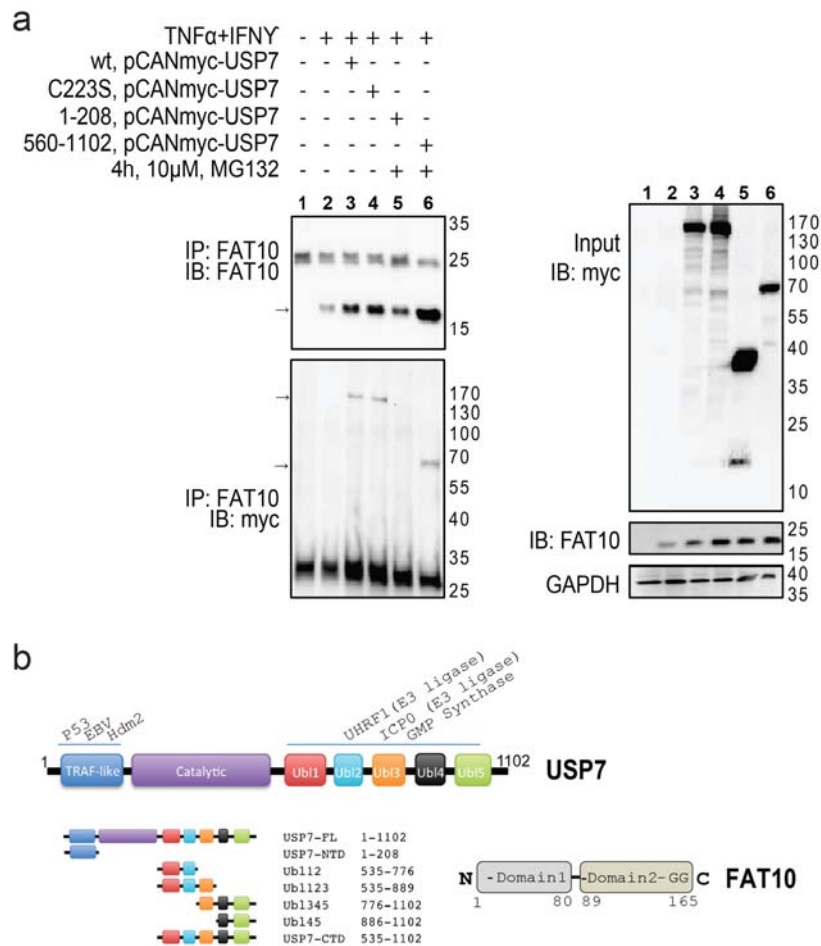 a
TNFα+IFNϒ - + + + + +
wt, pCANmyc-USP7 - - + - - -
C223S, pCANmyc-USP7 - - - + - -
1-208, pCANmyc-USP7 - - - - + -
560-1102, pCANmyc-USP7 - - - - - +
4h, 10µM, MG132 - - - - + +
1 2 3 4 5 6
IP: FAT10
IB: FAT10
→
35
25
15
→
→
IP: FAT10
IB: myc
170
130
100
70
55
40
35
25
1 2 3 4 5 6
Input
IB: myc
170
130
100
70
55
40
35
25
10
IB: FAT10
25
15
GAPDH
40
35
b
P53
EBV
Hdm2
UHRF1(E3 ligase)
ICP0 (E3 ligase)
GMP Synthase
1 TRAF-like Catalytic Ubl1 Ubl2 Ubl3 Ubl4 Ubl5 1102 USP7
USP7-FL 1-1102
USP7-NTD 1-208
Ubl12 535-776
Ubl123 535-889
Ubl345 776-1102
Ubl45 886-1102
USP7-CTD 535-1102
N -Domain1 -Domain2-GG C FAT10
1 80 89 165